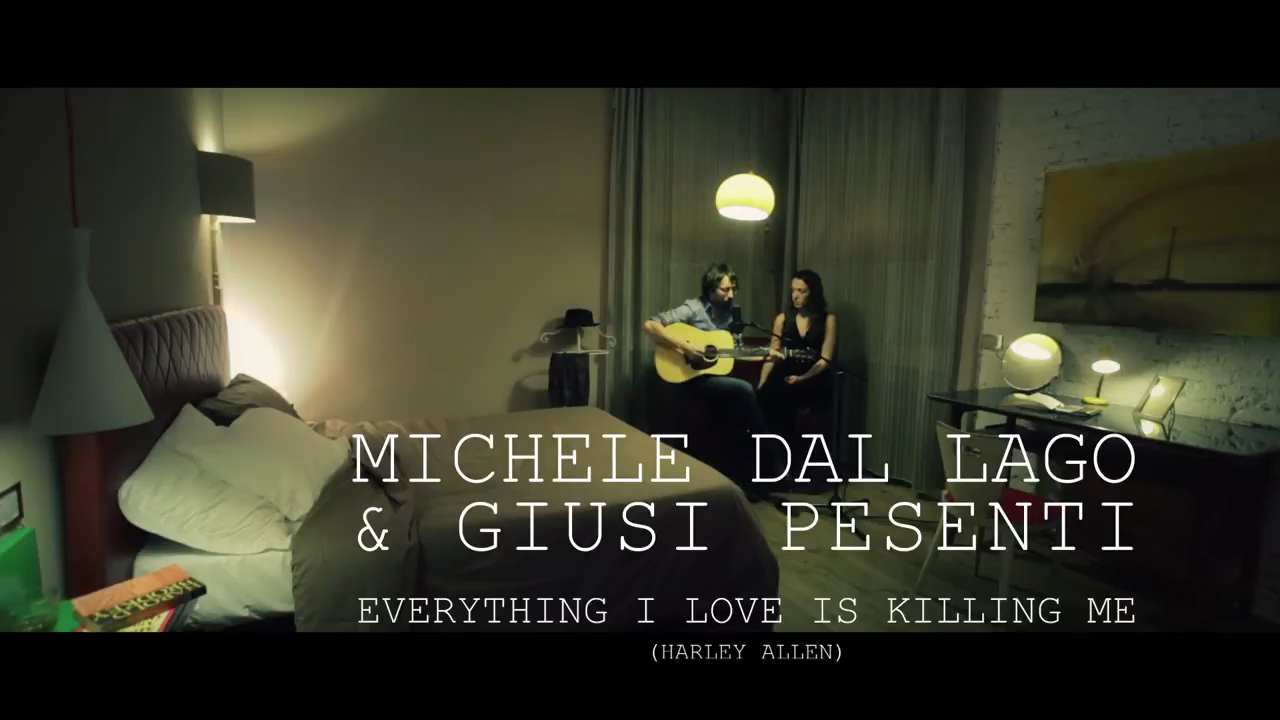 MICHELE DAL LAGO
& GIUSI PESENTI
EVERYTHING I LOVE IS KILLING ME
(HARLEY ALLEN)